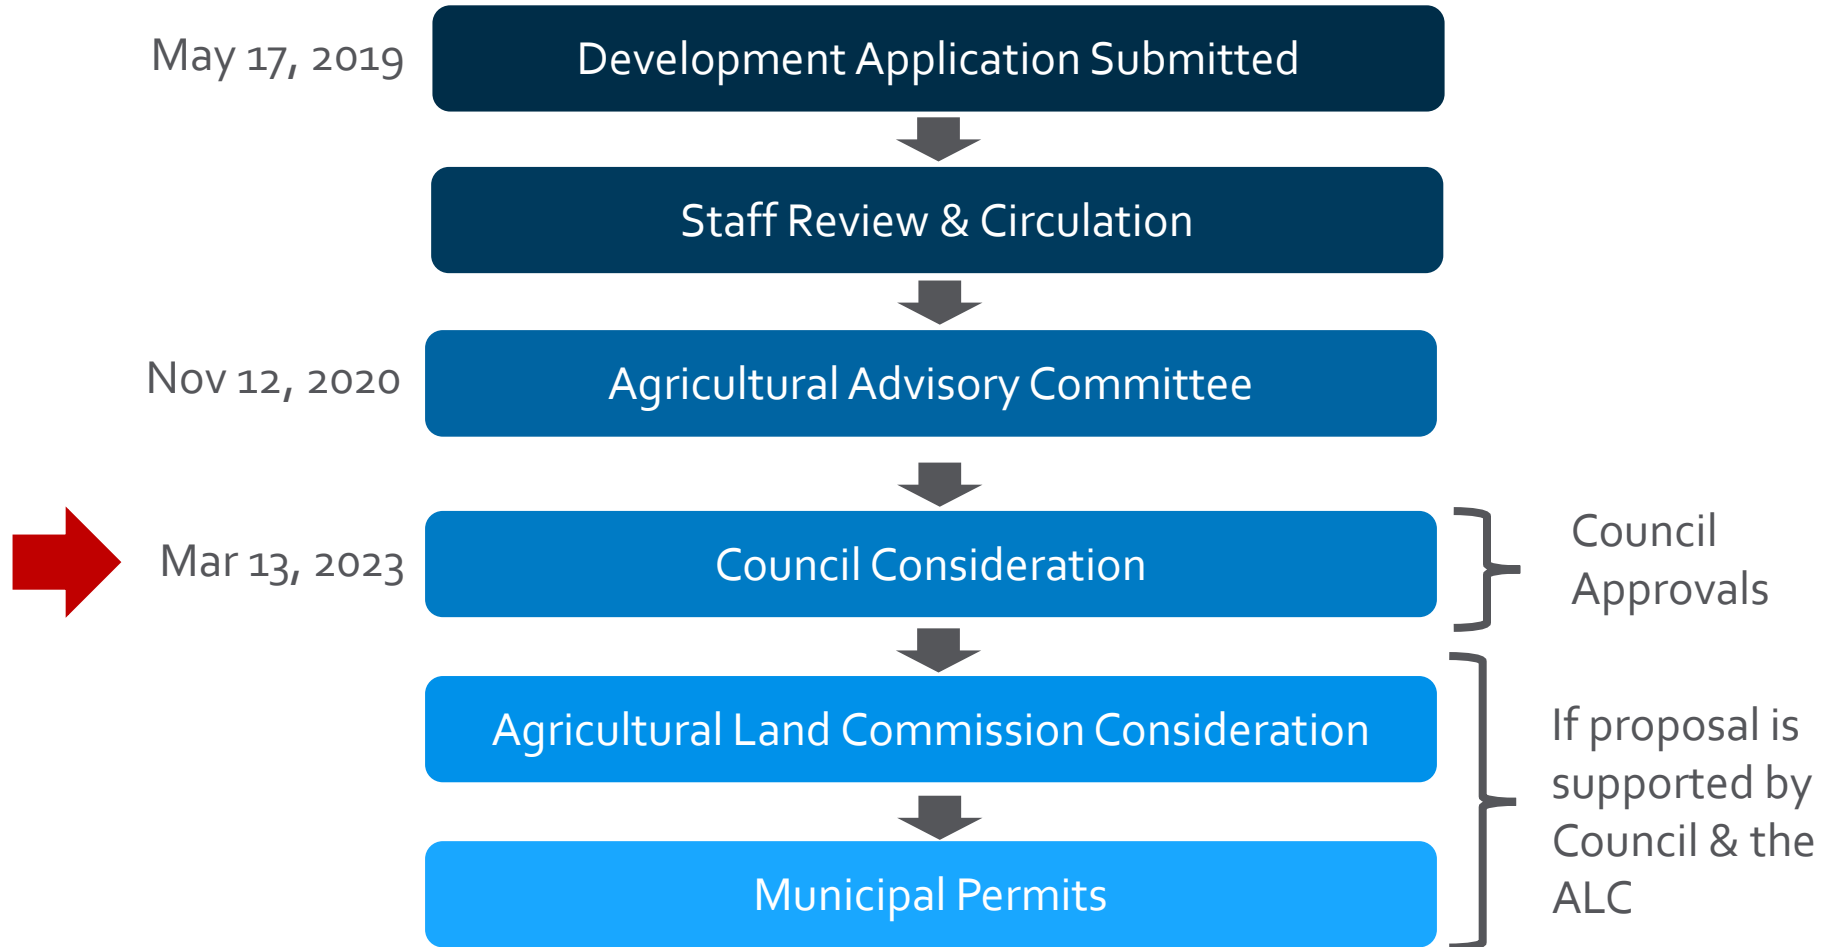 May 17, 2019
Development Application Submitted
Staff Review & Circulation
Nov 12, 2020
Agricultural Advisory Committee
Mar 13, 2023
Council Consideration
Council
Approvals
Agricultural Land Commission Consideration
If proposal is
supported by
Council & the
ALC
Municipal Permits